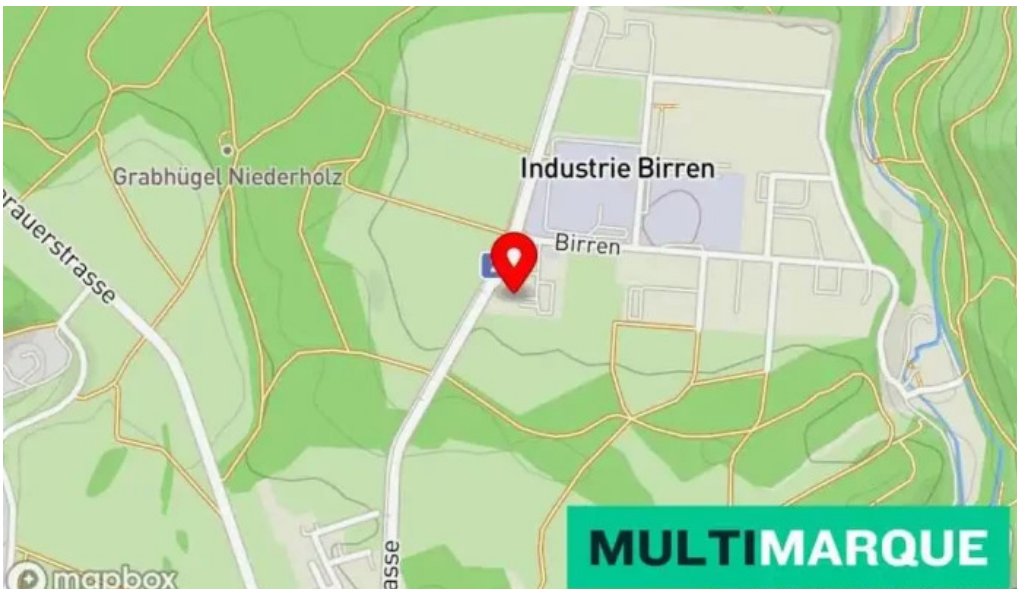 Grabhügel Niederholz
Industrie Birren
rauerstrasse
Birren
asse
MULTIMARQUE
mapbox